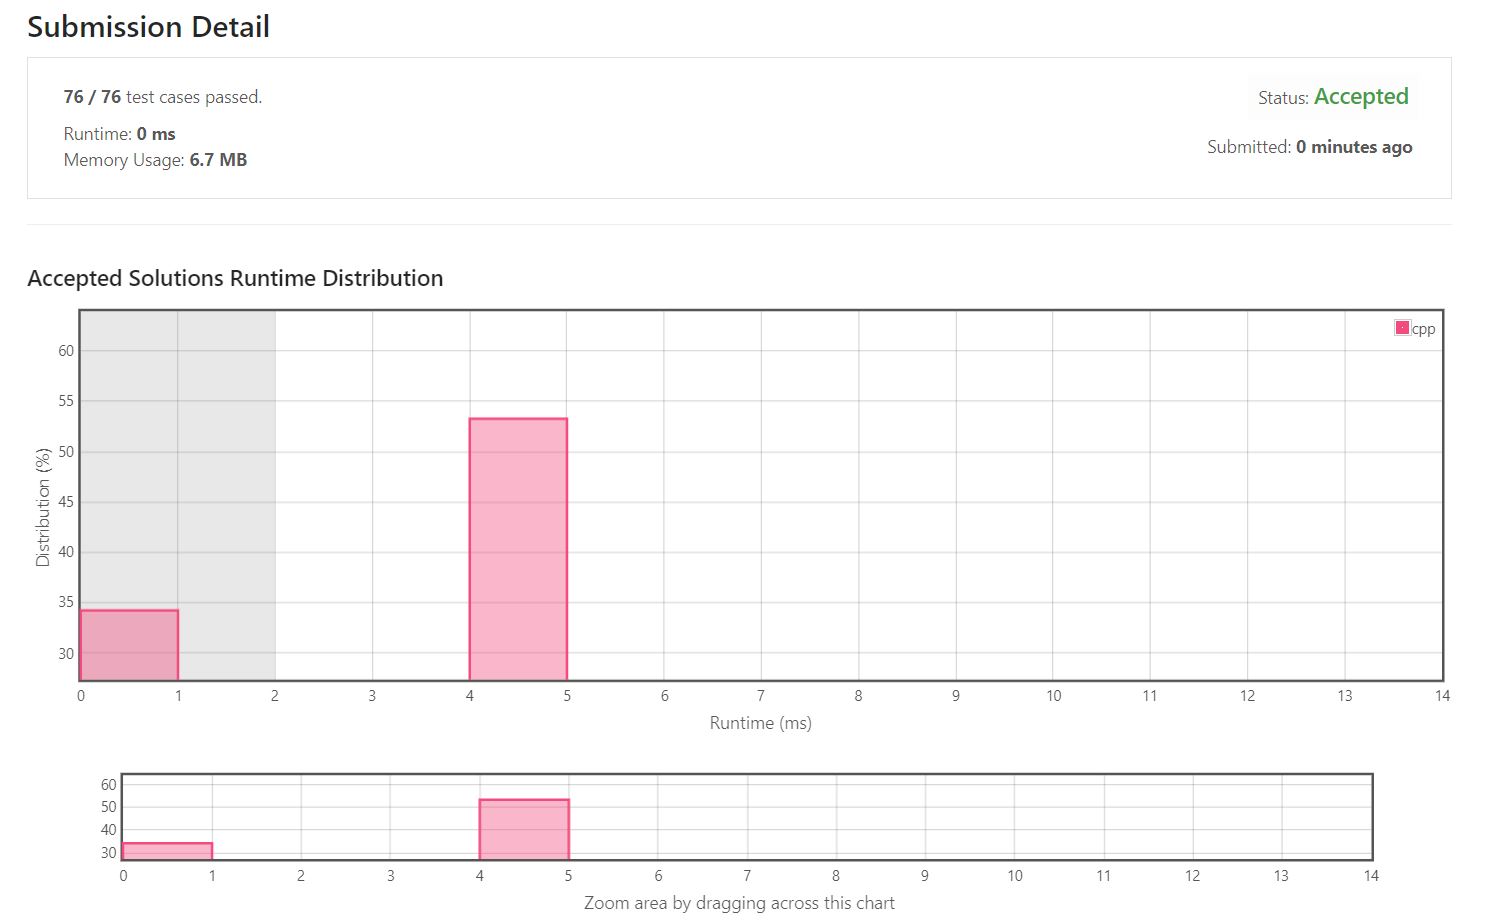 Submission Detail
76 / 76 test cases passed.
Status: Accepted
Runtime: 0 ms
Submitted: 0 minutes ago
Memory Usage: 6.7 MB
Accepted Solutions Runtime Distribution
cpp
60
55
50
45
40
35
30
Distribution (%)
0 1 2 3 4 5 6 7 8 9 10 11 12 13 14
Runtime (ms)
60
50
40
30
0 1 2 3 4 5 6 7 8 9 10 11 12 13 14
Zoom area by dragging across this chart